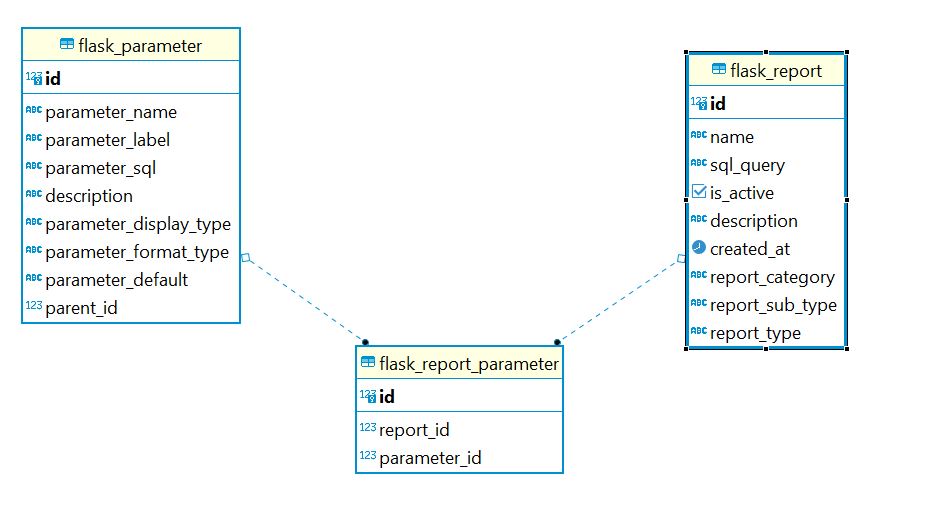 flask_parameter
123 id
ABC parameter_name
ABC parameter_label
ABC parameter_sql
ABC description
ABC parameter_display_type
ABC parameter_format_type
ABC parameter_default
123 parent_id
flask_report
123 id
ABC name
ABC sql_query
is_active
ABC description
created_at
ABC report_category
ABC report_sub_type
ABC report_type
flask_report_parameter
123 id
123 report_id
123 parameter_id